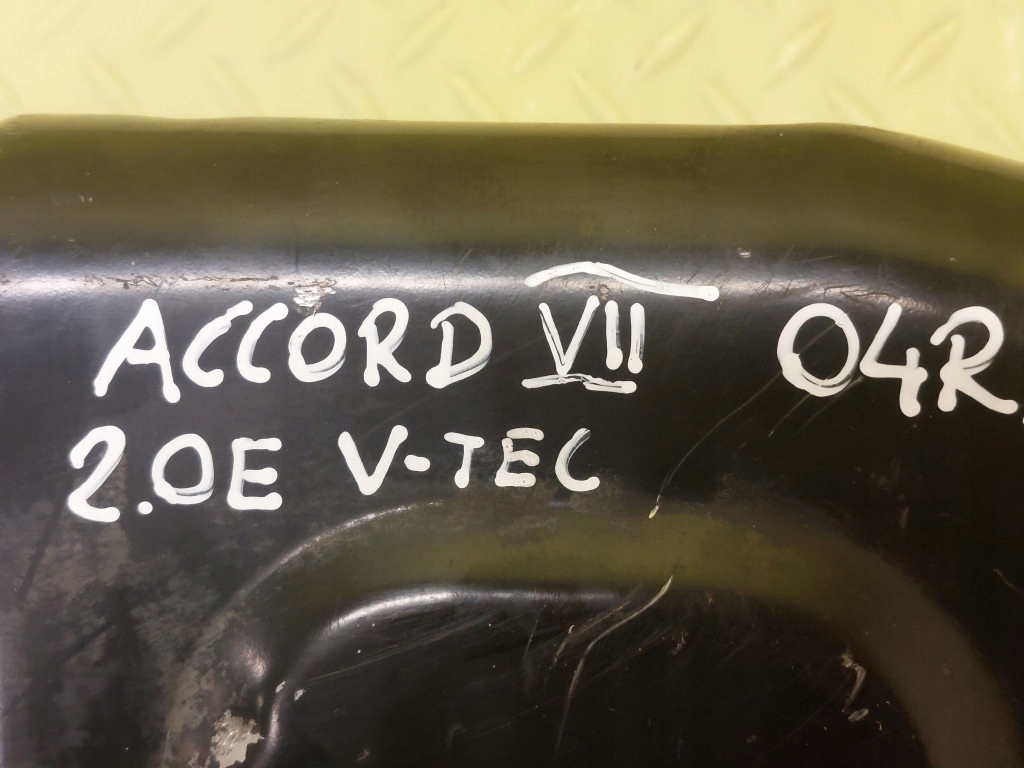 ACCORD VII 04R.
2.0E V-TEC